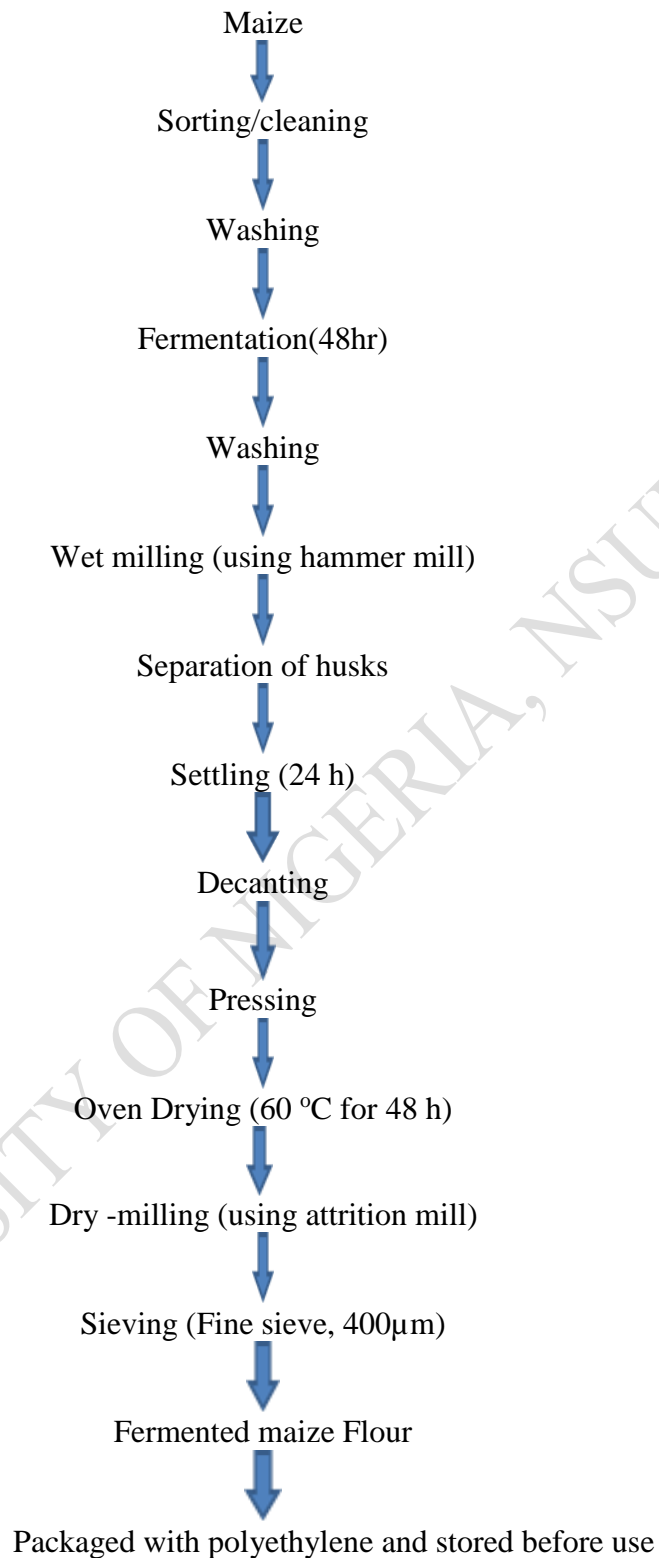 Maize
Sorting/cleaning
Washing
Fermentation(48hr)
Washing
Wet milling (using hammer mill)
Separation of husks
Settling (24 h)
Decanting
Pressing
Oven Drying (60 ºC for 48 h)
Dry -milling (using attrition mill)
Sieving (Fine sieve, 400µm)
Fermented maize Flour
Packaged with polyethylene and stored before use
OF NIGERIA,